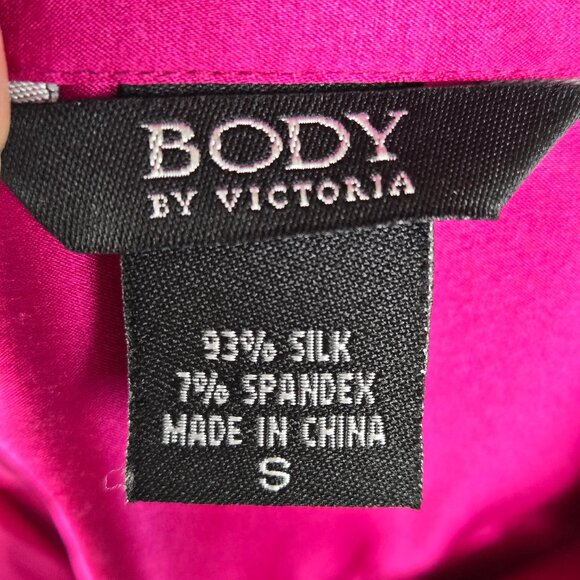 BODY
BY VICTORIA
93% SILK
7% SPANDEX
MADE IN CHINA
S